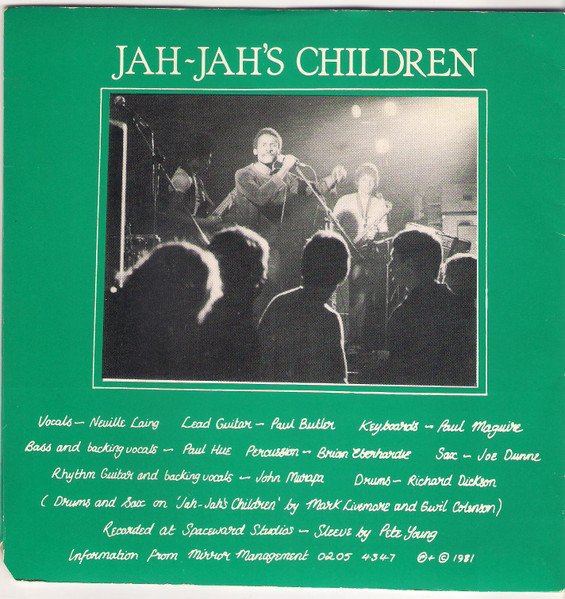 JAH-JAH'S CHILDREN
Vocals - Neville Laing Lead Guitar - Paul Butler Keyboards - Paul Maguire
Bass and backing vocals - Paul Hue Percussion - Brian Eberhardie Sax - Joe Dunne
Rhythm Guitar and backing vocals - John Murapa Drums - Richard Dickson
( Drums and Sax on 'Jah-Jah's Children' by Mark Livemore and Gwil Colenson)
Recorded at Spaceward Studios - Sleeve by Pete Young
Information from Mirror Management 0205 4347 ℗ + © 1981